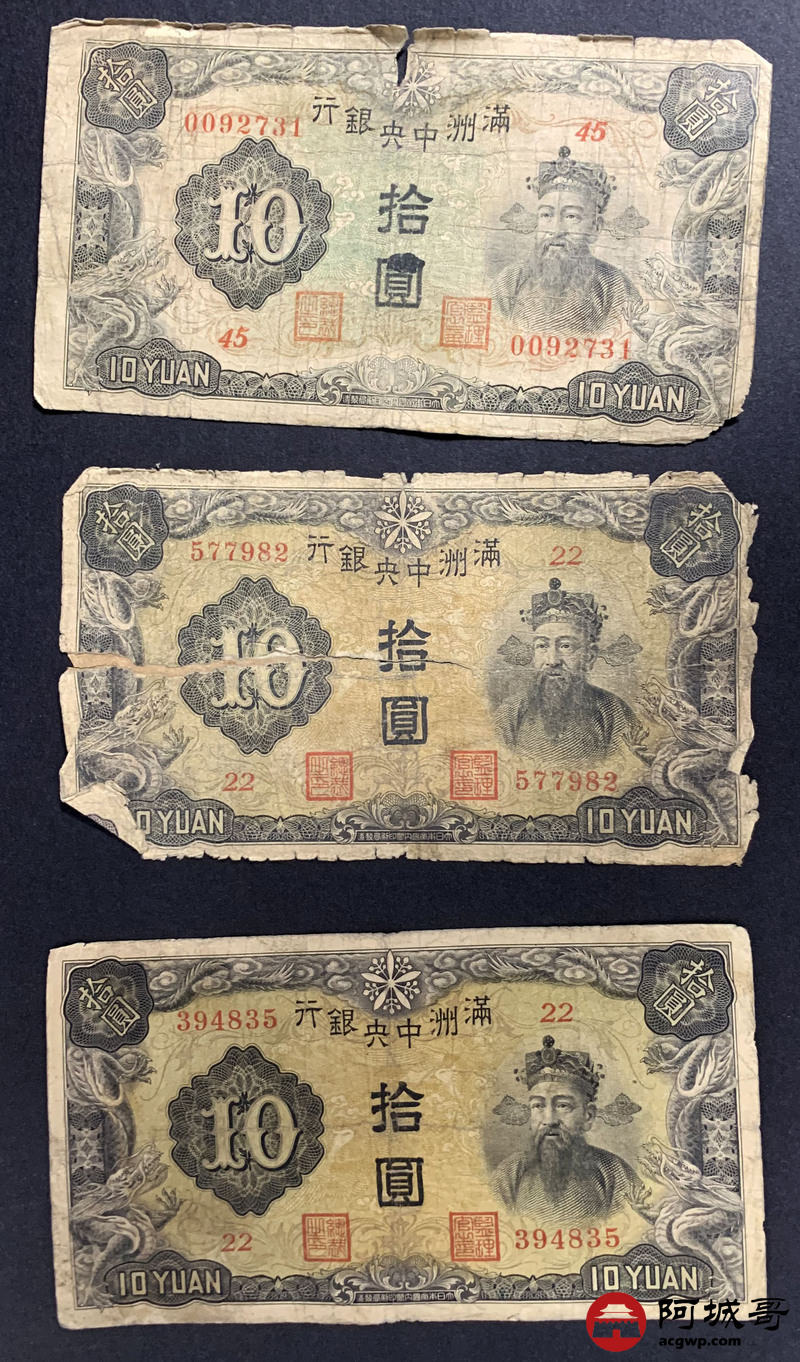 拾圓 拾圓
0092731 行銀央中洲滿 45
10 拾圓
45 0092731
10 YUAN 10 YUAN
拾圓 拾圓
577982 行銀央中洲滿 22
10 拾圓
22 577982
0 YUAN 10 YUAN
拾圓 拾圓
394835 行銀央中洲滿 22
10 拾圓
22 394835
10 YUAN 10 YUAN
阿城哥
acgwp.com